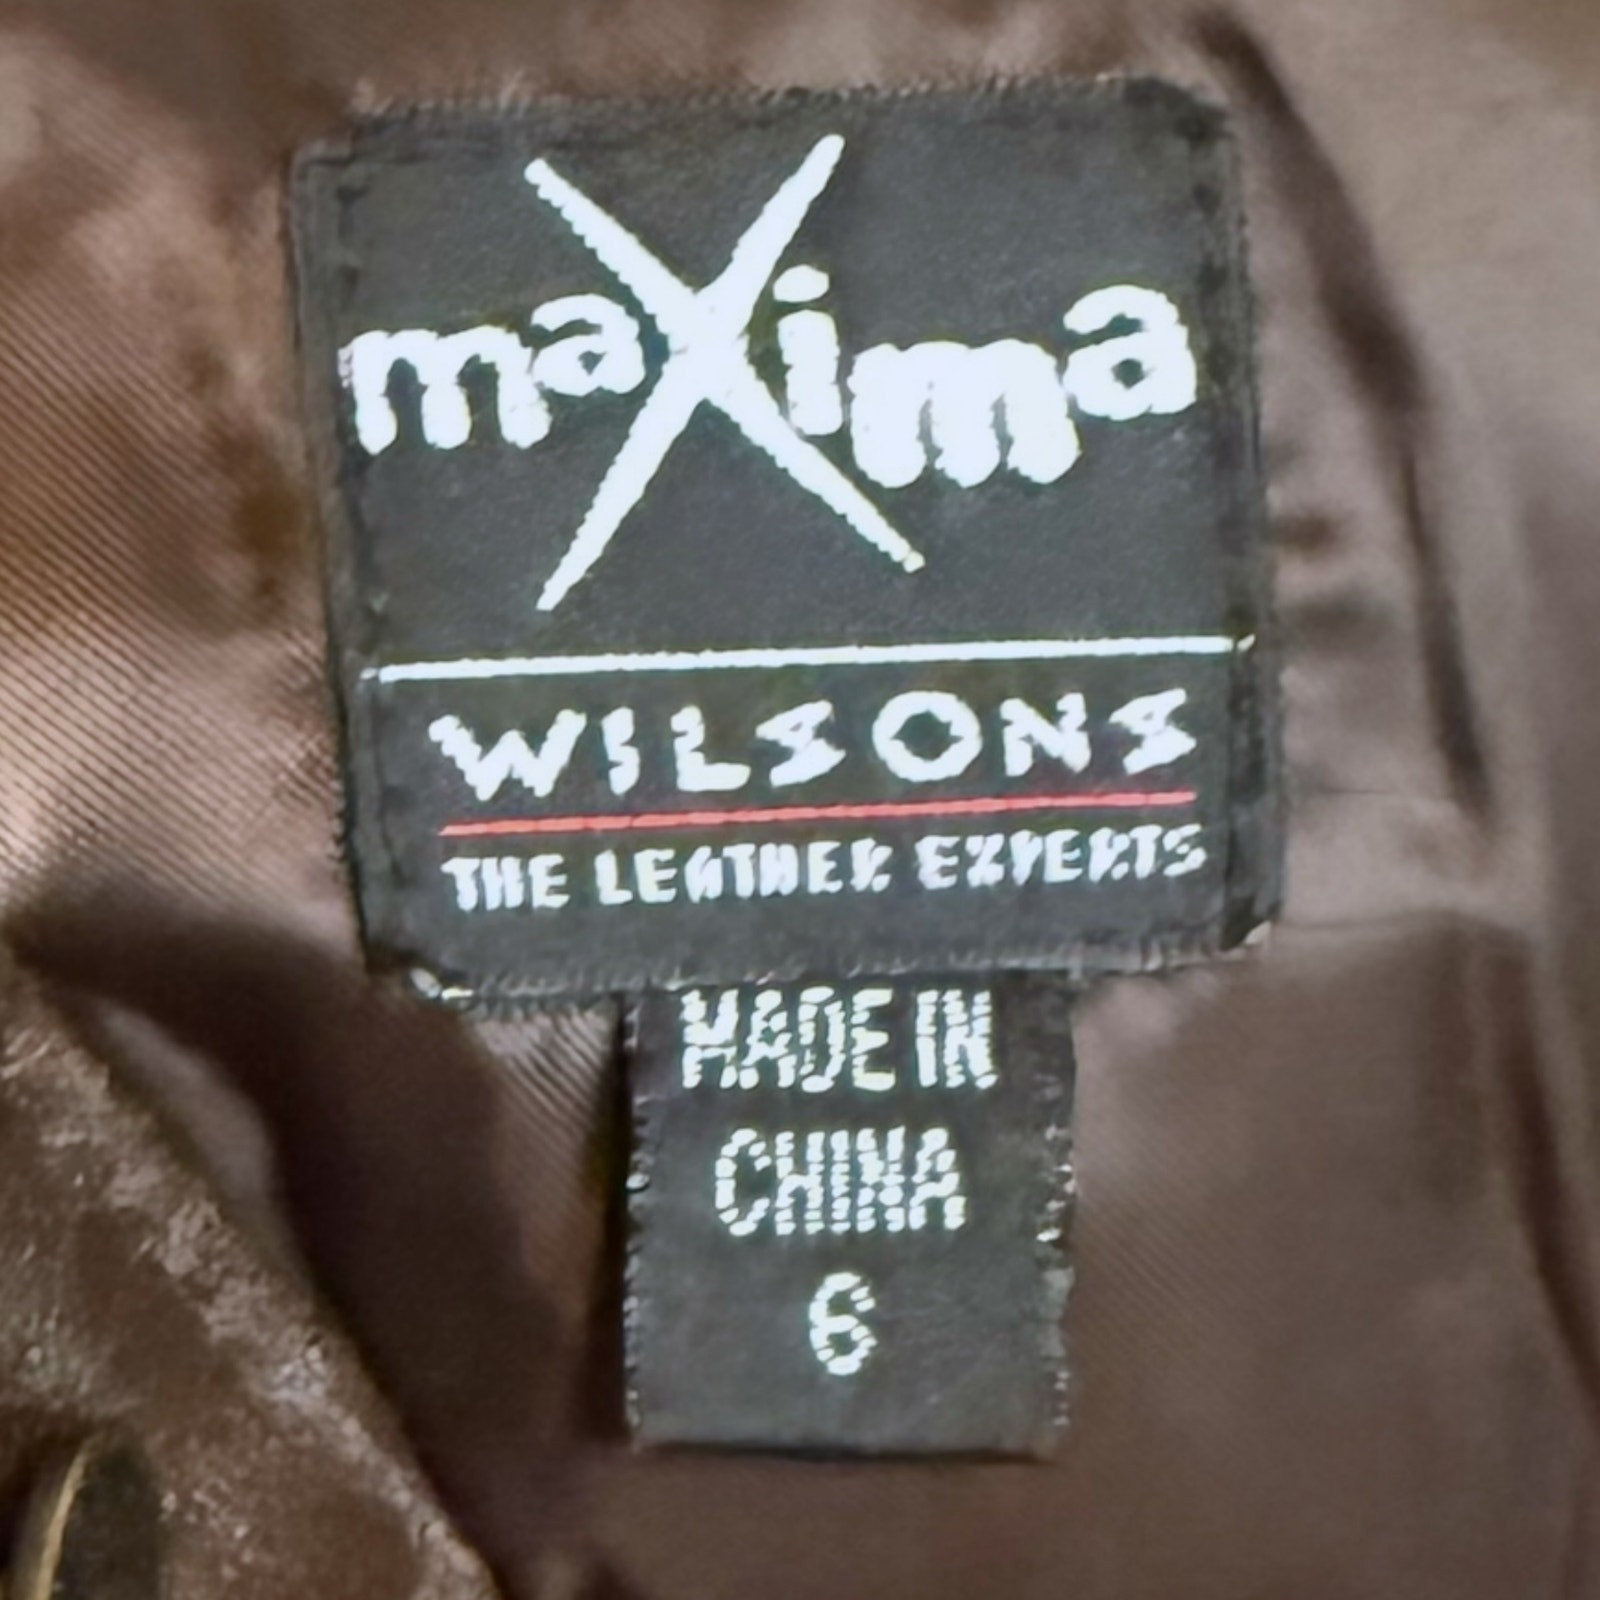 maXima
WILSONS
THE LEATHER EXPERTS
MADE IN
CHINA
6